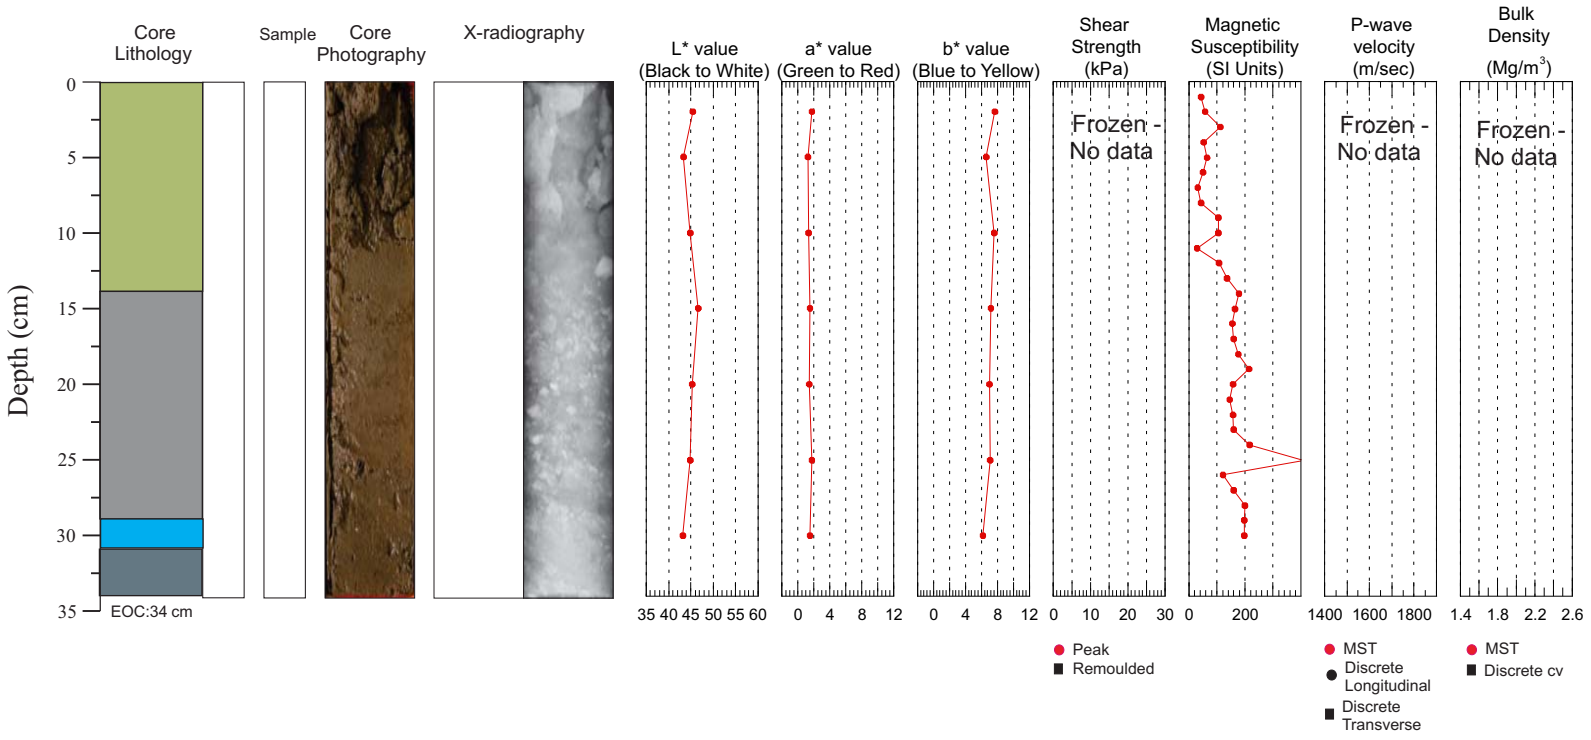 Core
Lithology
Sample
Core
Photography
X-radiography
L* value
(Black to White)
a* value
(Green to Red)
b* value
(Blue to Yellow)
Shear
Strength
(kPa)
Magnetic
Susceptibility
(SI Units)
P-wave
velocity
(m/sec)
Bulk
Density
(Mg/m³)
Depth (cm)
0
5
10
15
20
25
30
35
EOC:34 cm
Frozen -
No data
Frozen -
No data
Frozen -
No data
35 40 45 50 55 60
0 4 8 12
0 4 8 12
0 10 20 30
0 200
1400 1600 1800
1.4 1.8 2.2 2.6
Peak
Remoulded
MST
Discrete
Longitudinal
Discrete
Transverse
MST
Discrete cv